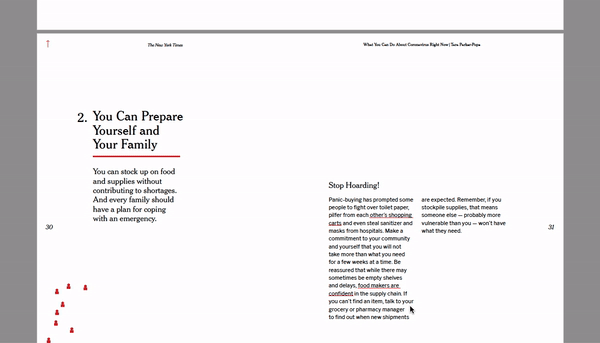 The New York Times
What You Can Do About Coronavirus Right Now | Tara Parker-Pope
2. You Can Prepare
Yourself and
Your Family
You can stock up on food
and supplies without
contributing to shortages.
And every family should
have a plan for coping
with an emergency.
30
Stop Hoarding!
Panic-buying has prompted some
people to fight over toilet paper,
pilfer from each other's shopping
carts and even steal sanitizer and
masks from hospitals. Make a
commitment to your community
and yourself that you will not
take more than what you need
for a few weeks at a time. Be
reassured that while there may
sometimes be empty shelves
and delays, food makers are
confident in the supply chain. If
you can't find an item, talk to your
grocery or pharmacy manager
to find out when new shipments
are expected. Remember, if you
stockpile supplies, that means
someone else — probably more
vulnerable than you — won't have
what they need.
31